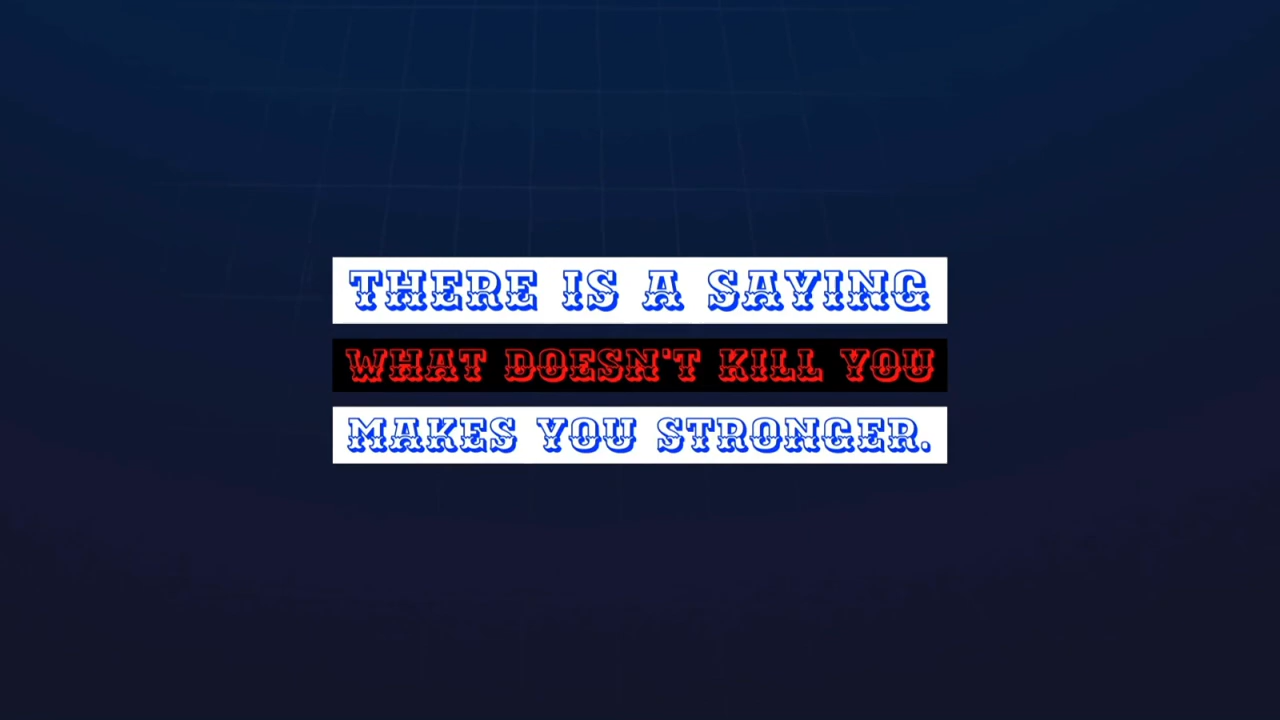 THERE IS A SAYING
WHAT DOESN'T KILL YOU
MAKES YOU STRONGER.